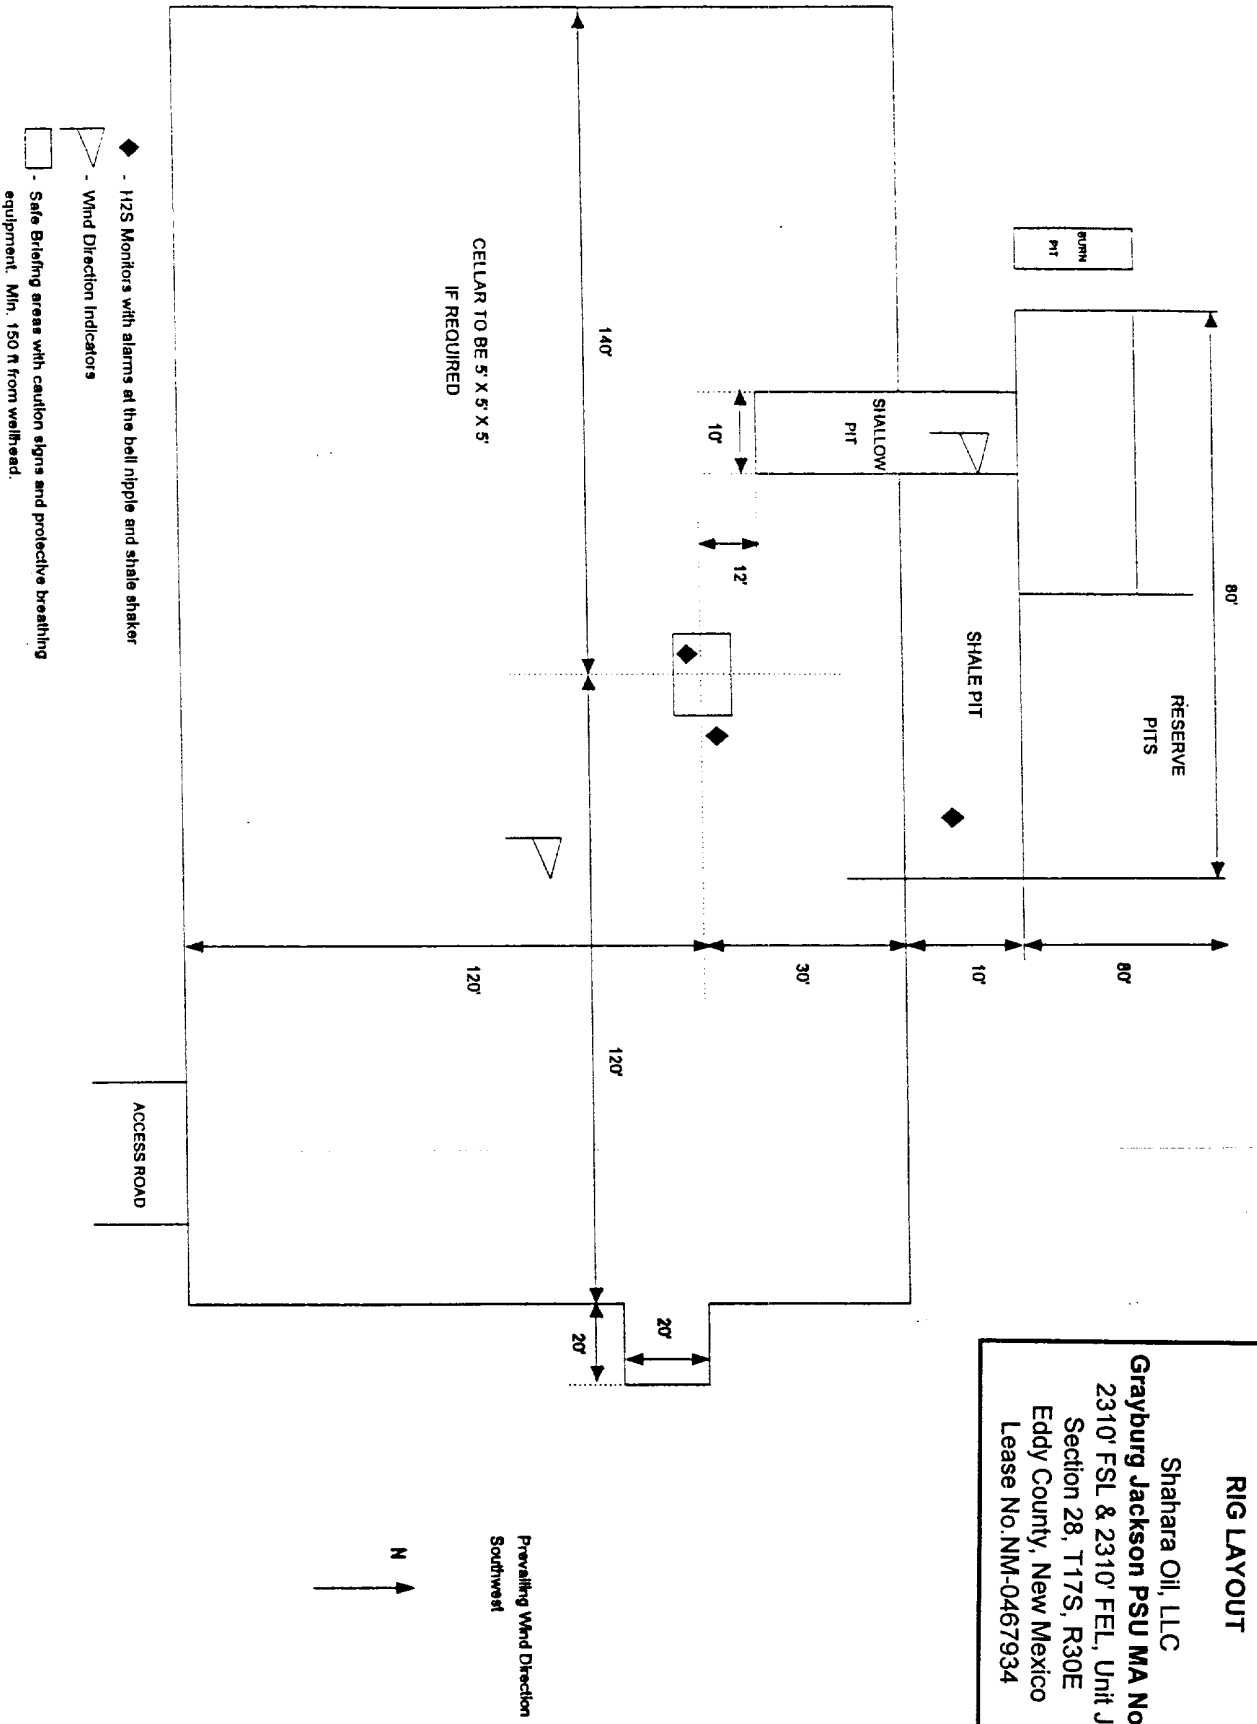 RIG LAYOUT
Shahara Oil, LLC
Grayburg Jackson PSU MA No
2310' FSL & 2310' FEL, Unit J
Section 28, T17S, R30E
Eddy County, New Mexico
Lease No.NM-0467934
80'
RESERVE
PITS
BURN
PIT
SHALE PIT
SHALLOW
PIT
10'
12'
80'
10'
30'
120'
140'
120'
CELLAR TO BE 5' X 5' X 5'
IF REQUIRED
20'
20'
ACCESS ROAD
Prevailing Wind Direction
Southwest
N
- H2S Monitors with alarms at the bell nipple and shale shaker
- Wind Direction Indicators
- Safe Briefing areas with caution signs and protective breathing
equipment. Min. 150 ft from wellhead.